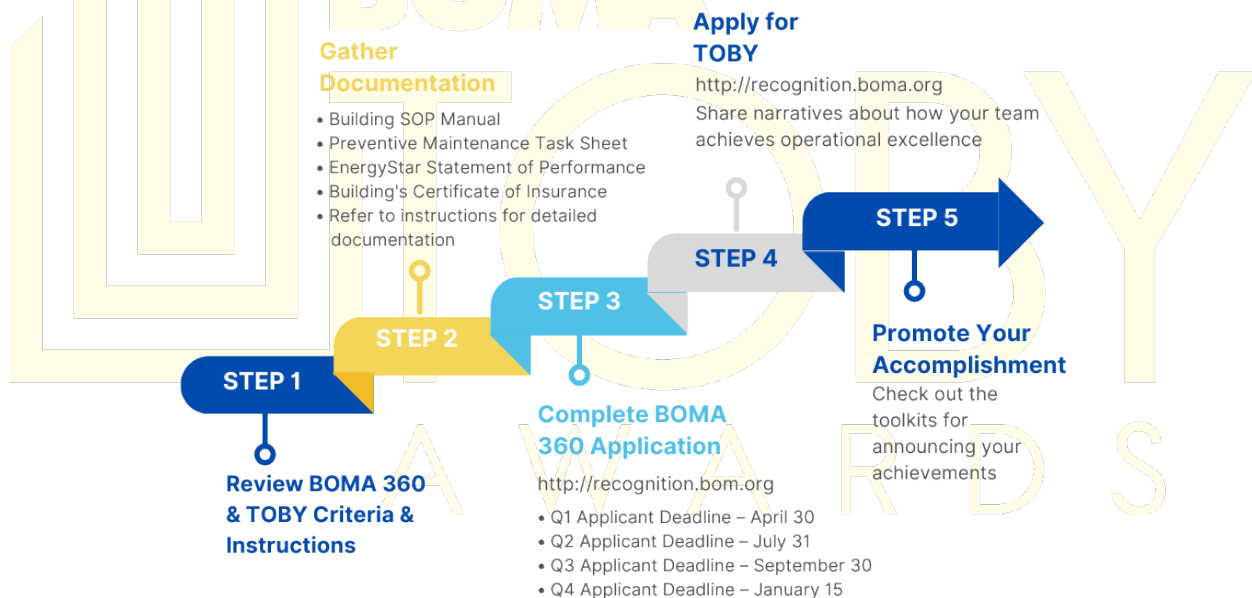 BOMA
TOBY
AWARDS
STEP 1
Review BOMA 360
& TOBY Criteria &
Instructions
STEP 2
Gather
Documentation
• Building SOP Manual
• Preventive Maintenance Task Sheet
• EnergyStar Statement of Performance
• Building's Certificate of Insurance
• Refer to instructions for detailed
documentation
STEP 3
Complete BOMA
360 Application
http://recognition.bom.org
• Q1 Applicant Deadline – April 30
• Q2 Applicant Deadline – July 31
• Q3 Applicant Deadline – September 30
• Q4 Applicant Deadline – January 15
STEP 4
Apply for
TOBY
http://recognition.boma.org
Share narratives about how your team
achieves operational excellence
STEP 5
Promote Your
Accomplishment
Check out the
toolkits for
announcing your
achievements